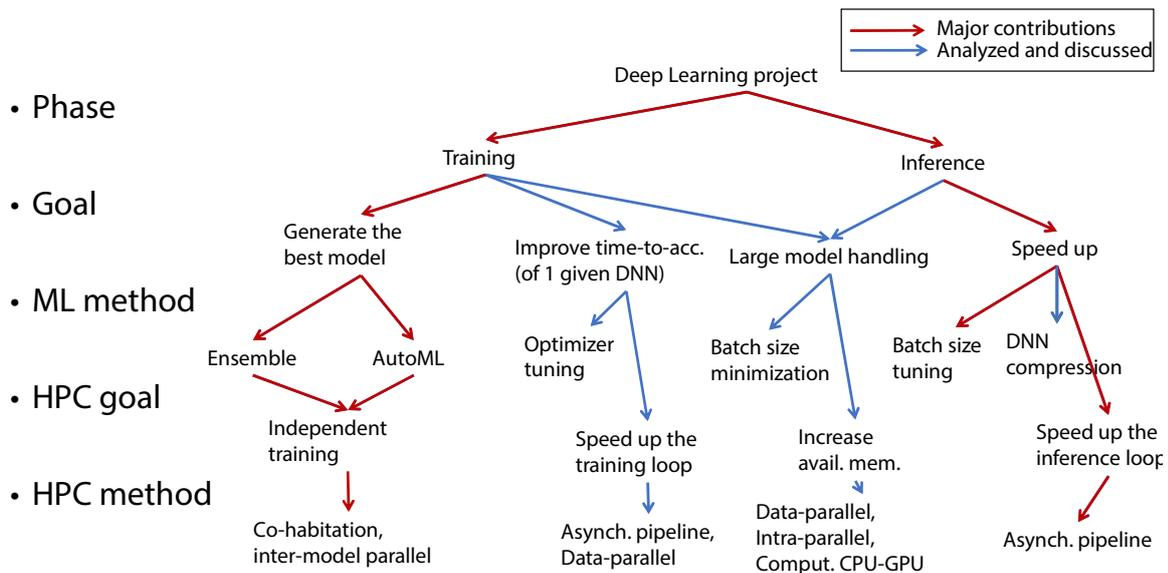 Major contributions
Analyzed and discussed
Deep Learning project
• Phase
Training
Inference
• Goal
Generate the
best model
Improve time-to-acc.
(of 1 given DNN)
Large model handling
Speed up
• ML method
Ensemble
AutoML
Optimizer
tuning
Batch size
minimization
Batch size
tuning
DNN
compression
• HPC goal
Independent
training
Speed up the
training loop
Increase
avail. mem.
Speed up the
inference loop
• HPC method
Co-habitation,
inter-model parallel
Asynch. pipeline,
Data-parallel
Data-parallel,
Intra-parallel,
Comput. CPU-GPU
Asynch. pipeline